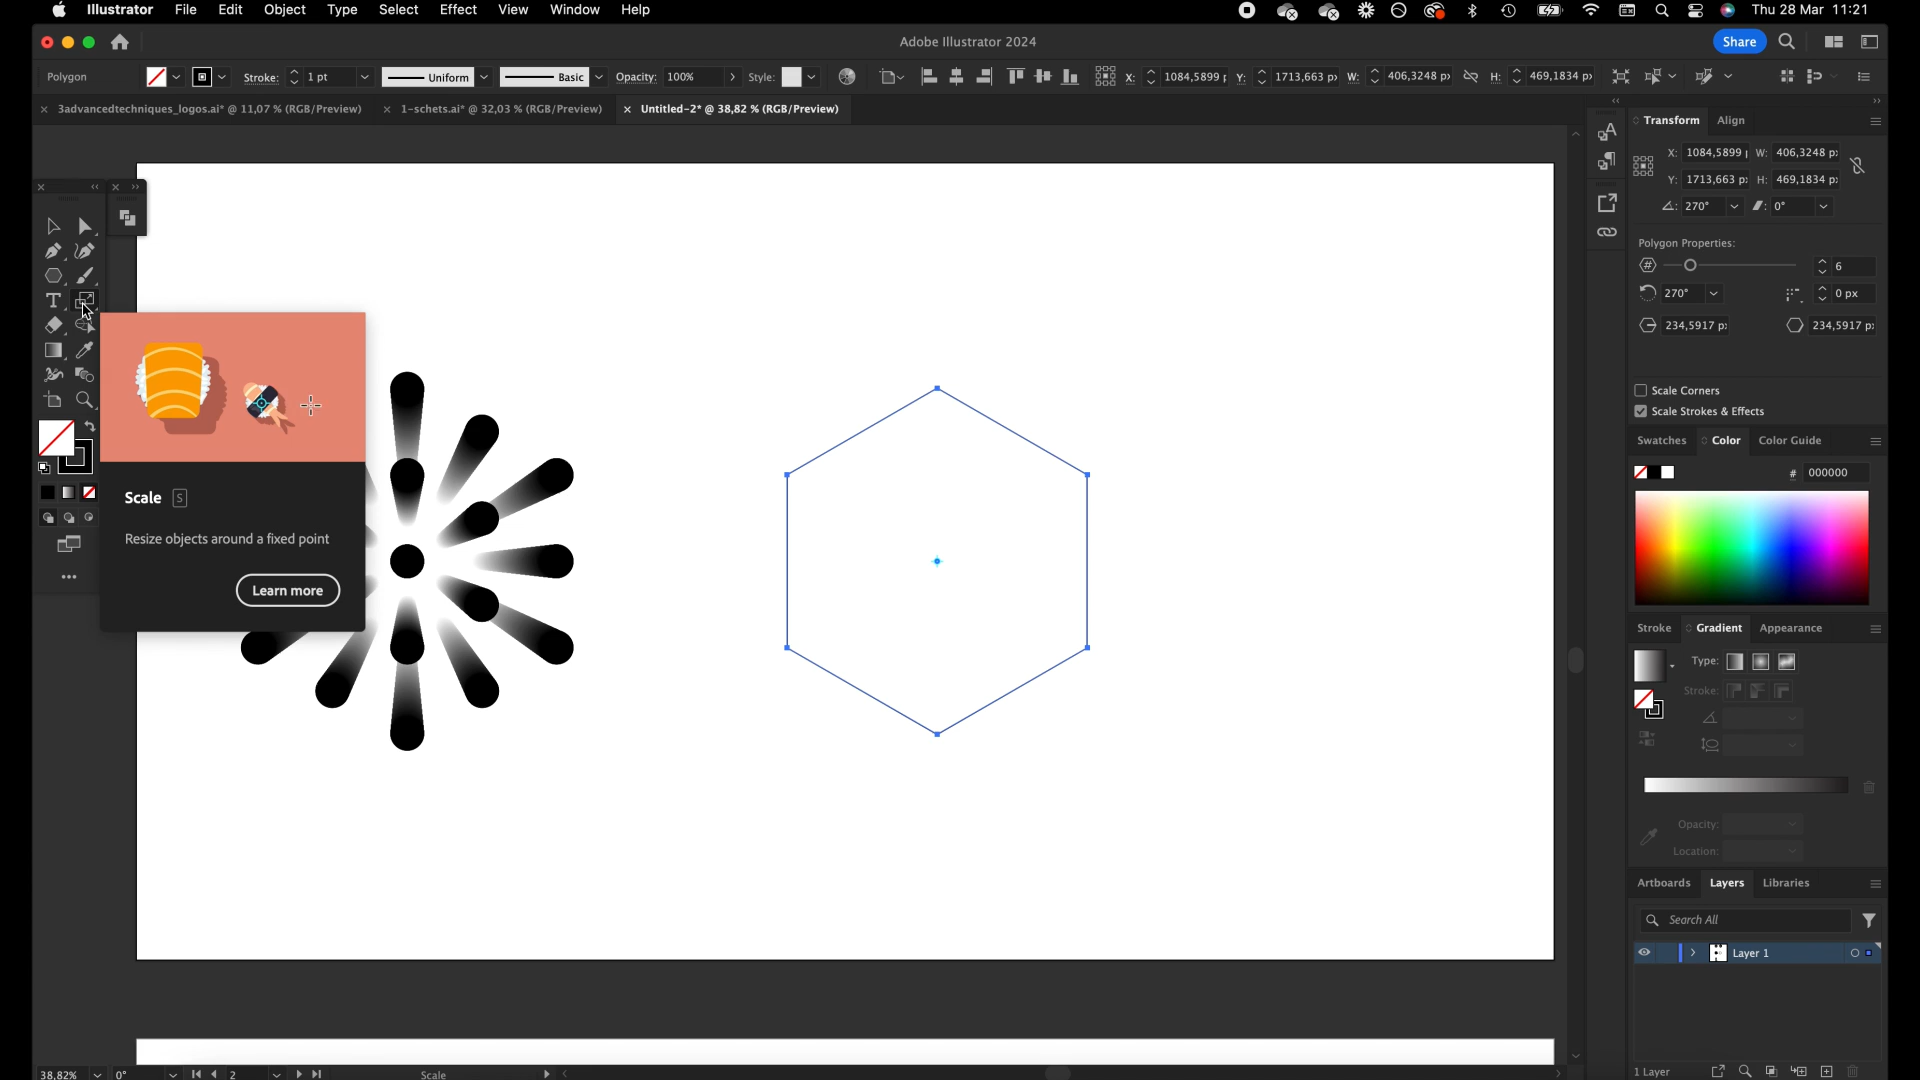 Illustrator File Edit Object Type Select Effect View Window Help Thu 28 Mar 11:21
Adobe Illustrator 2024 Share
Polygon Stroke: 1 pt Uniform Basic Opacity: 100% Style: X: 1084,5899 Y: 1713,663 px W: 406,3248 px H: 469,1834 px
3advancedtechniques_logos.ai* @ 11,07 % (RGB/Preview) 1-schets.ai* @ 32,03 % (RGB/Preview) Untitled-2* @ 38,82 % (RGB/Preview)
Transform Align
X: 1084,5899 W: 406,3248 p
Y: 1713,663 p H: 469,1834 p
270° 0°
Polygon Properties:
6
270° 0 px
234,5917 p 234,5917 p
Scale Corners
Scale Strokes & Effects
Swatches Color Color Guide
# 000000
Scale S
Resize objects around a fixed point
Learn more
Stroke Gradient Appearance
Type:
Stroke:
Opacity:
Location:
Artboards Layers Libraries
Search All
Layer 1
1 Layer
38,82% 0° 2 Scale